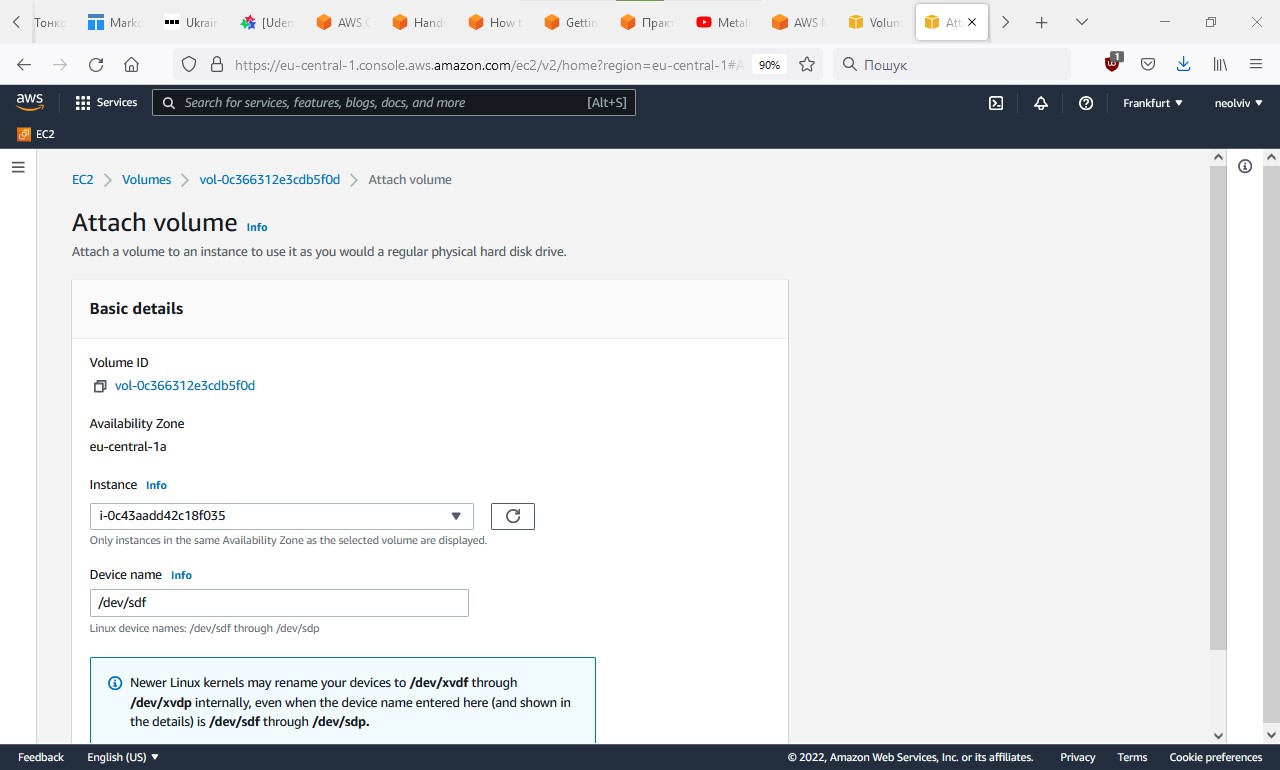 Тонко
Mark
Ukrain
[Uden
AWS C
Hands
How t
Gettin
Прак
Metall
AWS
Volum
Att
https://eu-central-1.console.aws.amazon.com/ec2/v2/home?region=eu-central-1#A
90%
Пошук
1
aws
Services
Search for services, features, blogs, docs, and more
[Alt+S]
Frankfurt
neolviv
EC2
EC2 Volumes vol-0c366312e3cdb5f0d Attach volume
Attach volume Info
Attach a volume to an instance to use it as you would a regular physical hard disk drive.
Basic details
Volume ID
vol-0c366312e3cdb5f0d
Availability Zone
eu-central-1a
Instance Info
i-0c43aadd42c18f035
Only instances in the same Availability Zone as the selected volume are displayed.
Device name Info
/dev/sdf
Linux device names: /dev/sdf through /dev/sdp
Newer Linux kernels may rename your devices to /dev/xvdf through
/dev/xvdp internally, even when the device name entered here (and shown in
the details) is /dev/sdf through /dev/sdp.
Feedback
English (US)
© 2022, Amazon Web Services, Inc. or its affiliates.
Privacy
Terms
Cookie preferences